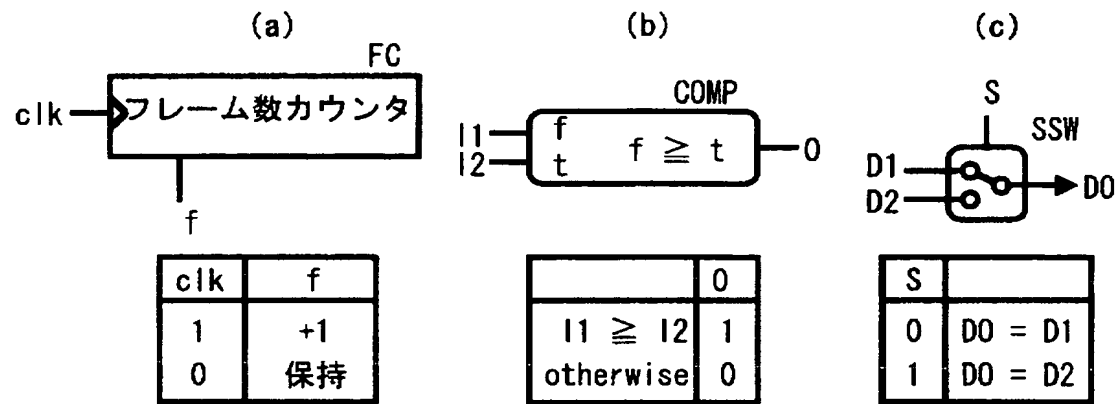 (a) (b) (c)
FC
clk フレーム数カウンタ
f
COMP
I1 f
I2 t
f ≧ t
O
S
SSW
D1
D2
DO
clk f
1 +1
0 保持
O
I1 ≧ I2 1
otherwise 0
S
0 DO = D1
1 DO = D2